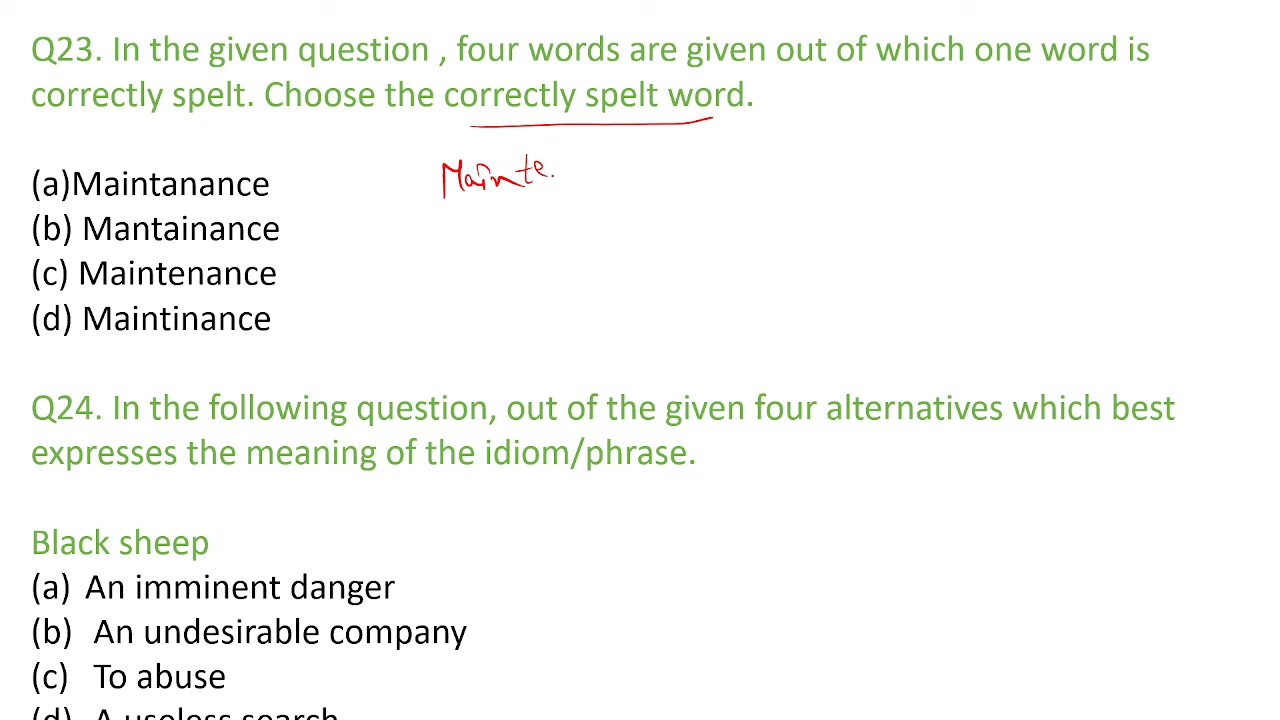 Q23. In the given question , four words are given out of which one word is
correctly spelt. Choose the correctly spelt word.
Mainte.
(a)Maintanance
(b) Mantainance
(c) Maintenance
(d) Maintinance
Q24. In the following question, out of the given four alternatives which best
expresses the meaning of the idiom/phrase.
Black sheep
(a) An imminent danger
(b) An undesirable company
(c) To abuse
(d) A useless search